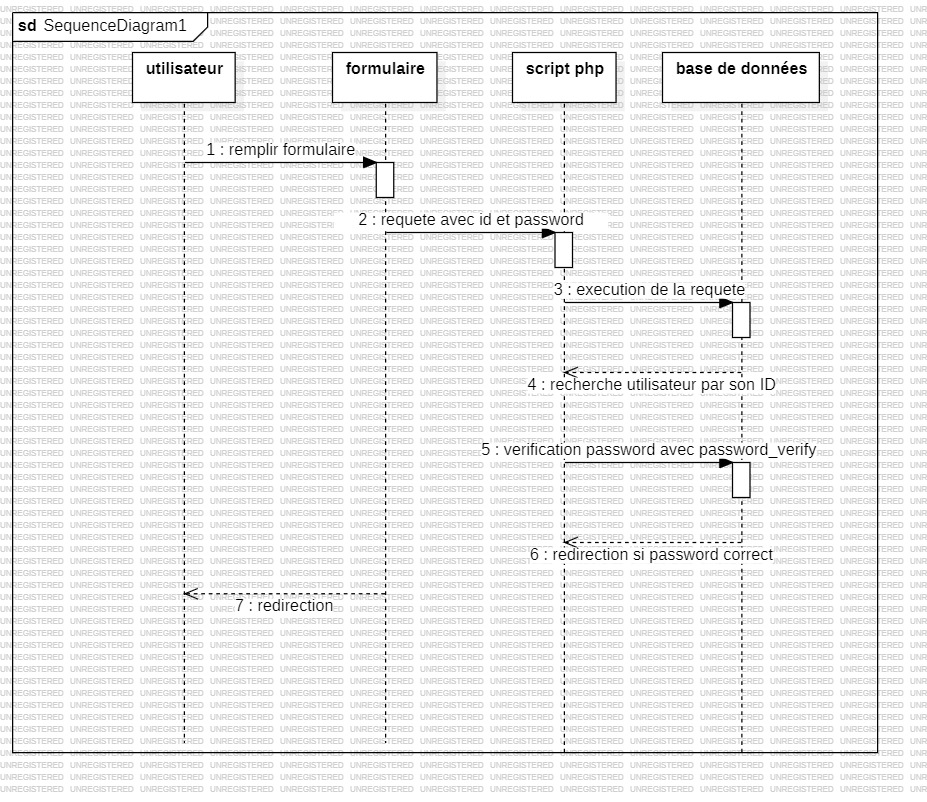 sd SequenceDiagram1
utilisateur
formulaire
script php
base de données
1 : remplir formulaire
2 : requete avec id et password
3 : execution de la requete
4 : recherche utilisateur par son ID
5 : verification password avec password_verify
6 : redirection si password correct
7 : redirection
UNREGISTERED